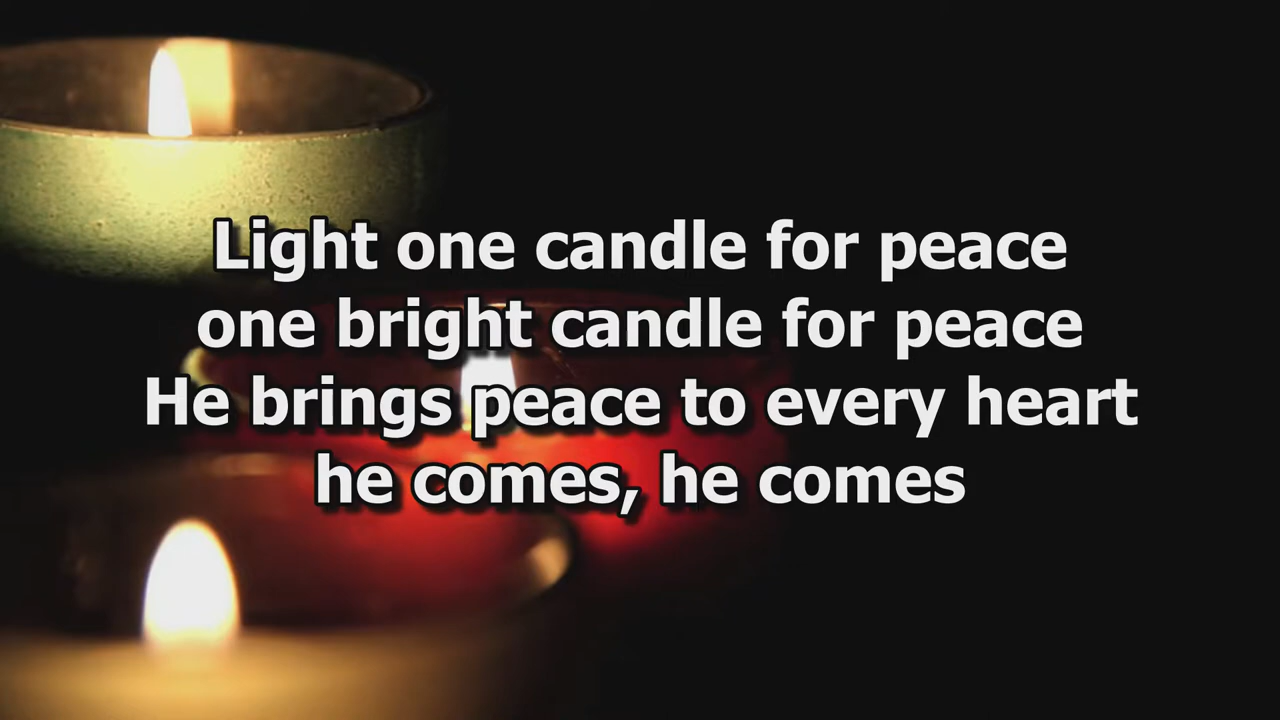 Light one candle for peace
one bright candle for peace
He brings peace to every heart
he comes, he comes